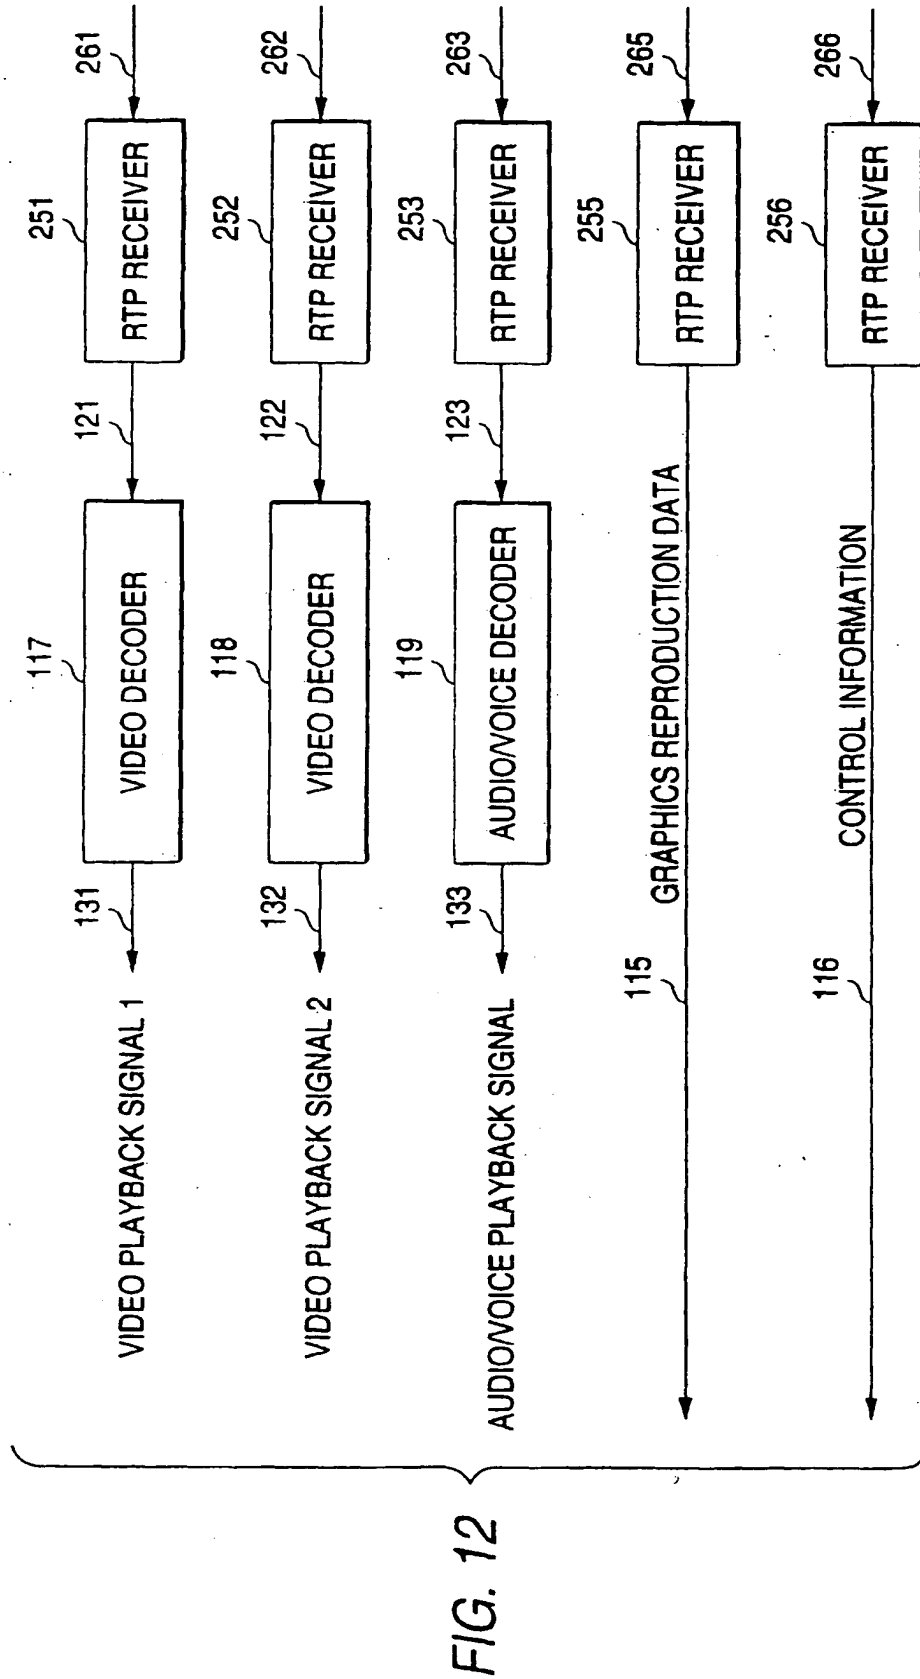 FIG. 12
VIDEO PLAYBACK SIGNAL 1
131
117
VIDEO DECODER
121
251
RTP RECEIVER
261
VIDEO PLAYBACK SIGNAL 2
132
118
VIDEO DECODER
122
252
RTP RECEIVER
262
AUDIO/VOICE PLAYBACK SIGNAL
133
119
AUDIO/VOICE DECODER
123
253
RTP RECEIVER
263
115
GRAPHICS REPRODUCTION DATA
255
RTP RECEIVER
265
116
CONTROL INFORMATION
256
RTP RECEIVER
266